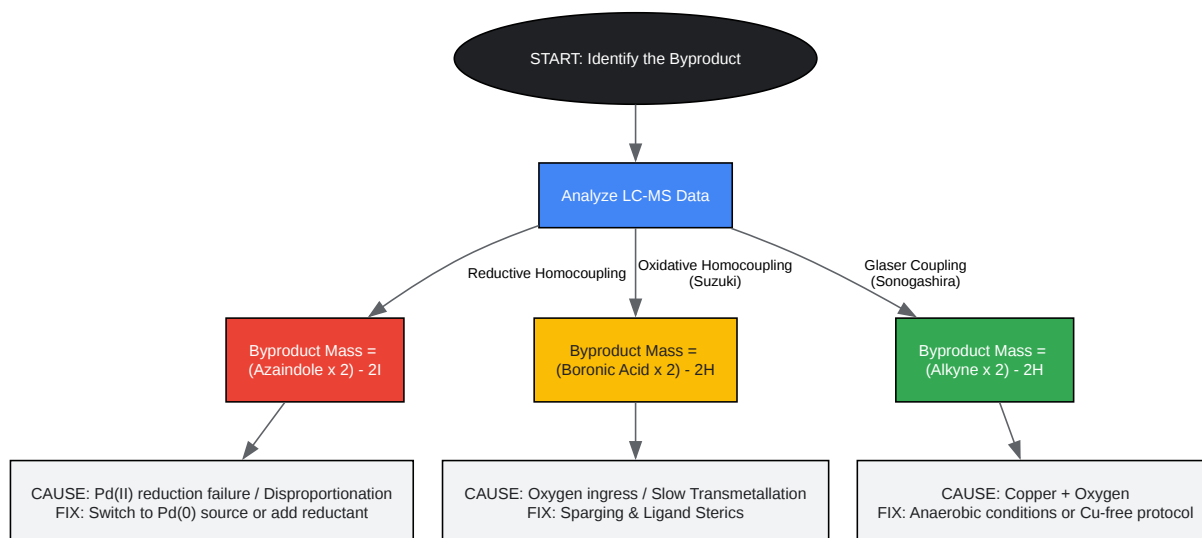 START: Identify the Byproduct
Analyze LC-MS Data
Reductive Homocoupling
Oxidative Homocoupling
(Suzuki)
Glaser Coupling
(Sonogashira)
Byproduct Mass =
(Azaindole x 2) - 2I
Byproduct Mass =
(Boronic Acid x 2) - 2H
Byproduct Mass =
(Alkyne x 2) - 2H
CAUSE: Pd(II) reduction failure / Disproportionation
FIX: Switch to Pd(0) source or add reductant
CAUSE: Oxygen ingress / Slow Transmetallation
FIX: Sparging & Ligand Sterics
CAUSE: Copper + Oxygen
FIX: Anaerobic conditions or Cu-free protocol